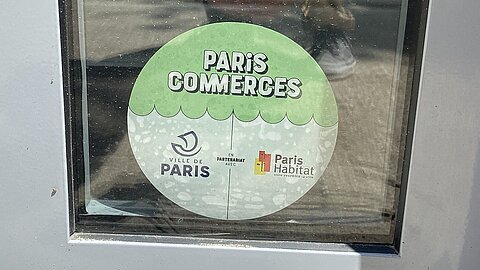 PARiS
COMMERCES
VILLE DE
PARIS
EN
PARTENARIAT
AVEC
Paris
Habitat